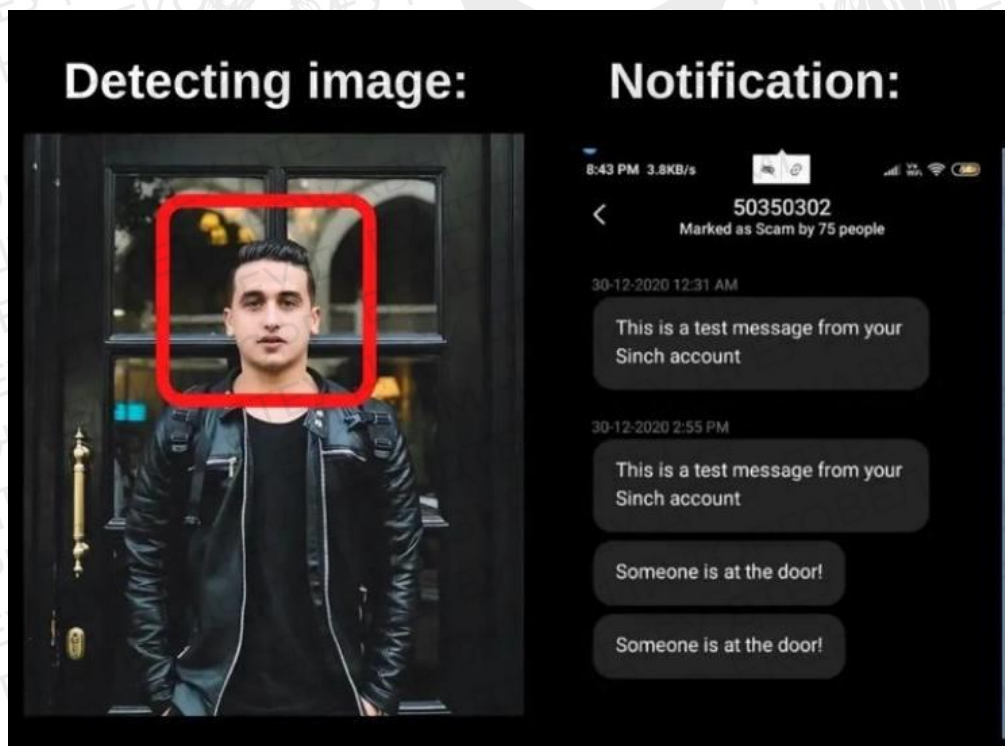 Detecting image:
Notification:
8:43 PM 3.8KB/s
50350302
Marked as Scam by 75 people
30-12-2020 12:31 AM
This is a test message from your
Sinch account
30-12-2020 2:55 PM
This is a test message from your
Sinch account
Someone is at the door!
Someone is at the door!